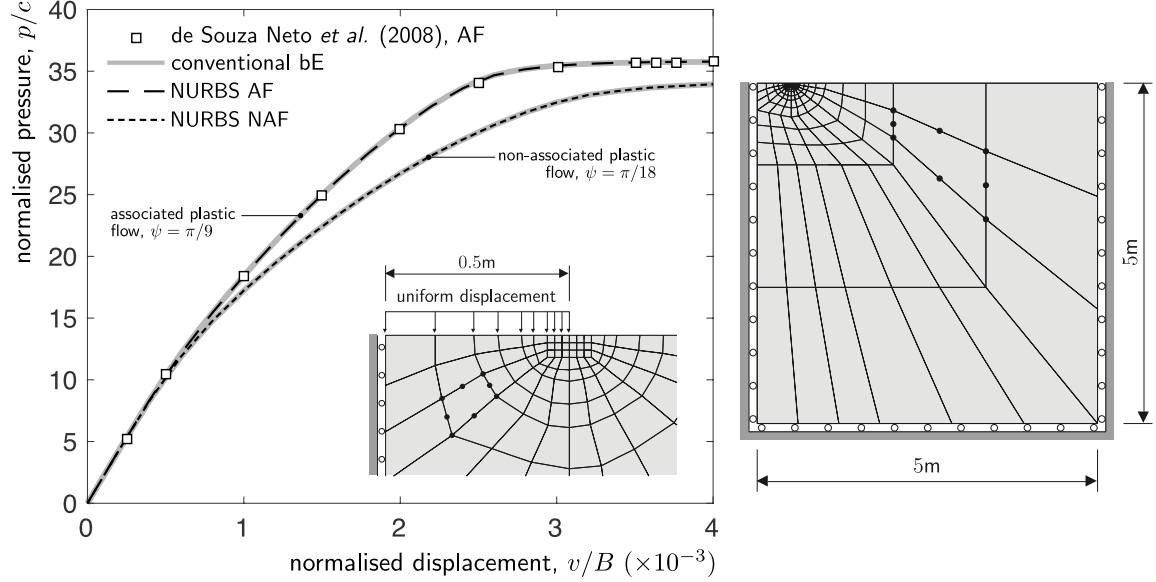 40
35
30
25
20
15
10
5
0
normalised pressure, p/c
de Souza Neto et al. (2008), AF
conventional bE
NURBS AF
NURBS NAF
non-associated plastic
flow, ψ = π/18
associated plastic
flow, ψ = π/9
0.5m
uniform displacement
0
1
2
3
4
normalised displacement, v/B (×10⁻³)
5m
5m